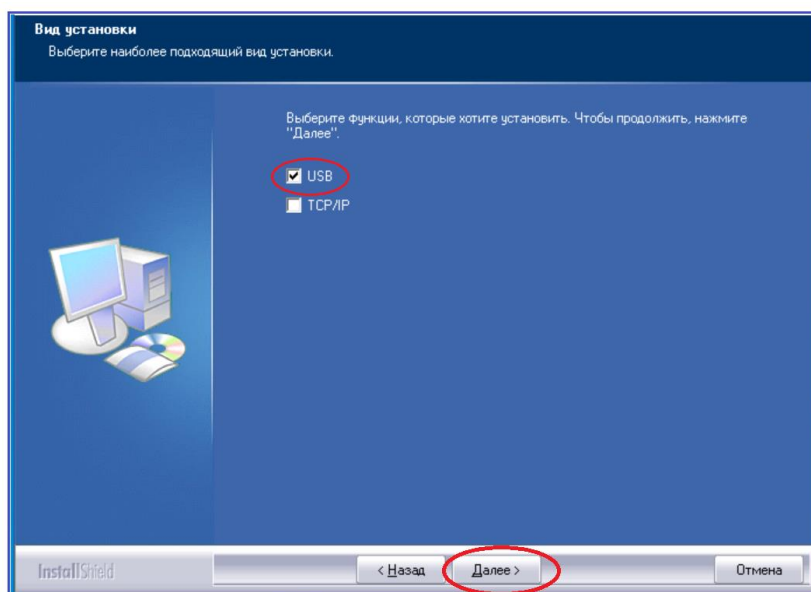 Вид установки
Выберите наиболее подходящий вид установки.
Выберите функции, которые хотите установить. Чтобы продолжить, нажмите
"Далее".
USB
TCP/IP
InstallShield
< Назад
Далее >
Отмена